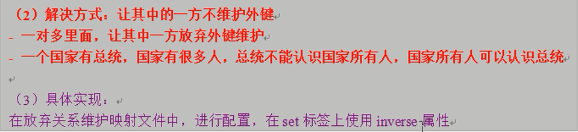 （2）解决方式：让其中的一方不维护外键
- 一对多里面，让其中一方放弃外键维护
- 一个国家有总统，国家有很多人，总统不能认识国家所有人，国家所有人可以认识总统
（3）具体实现：
在放弃关系维护映射文件中，进行配置，在 set 标签上使用 inverse 属性